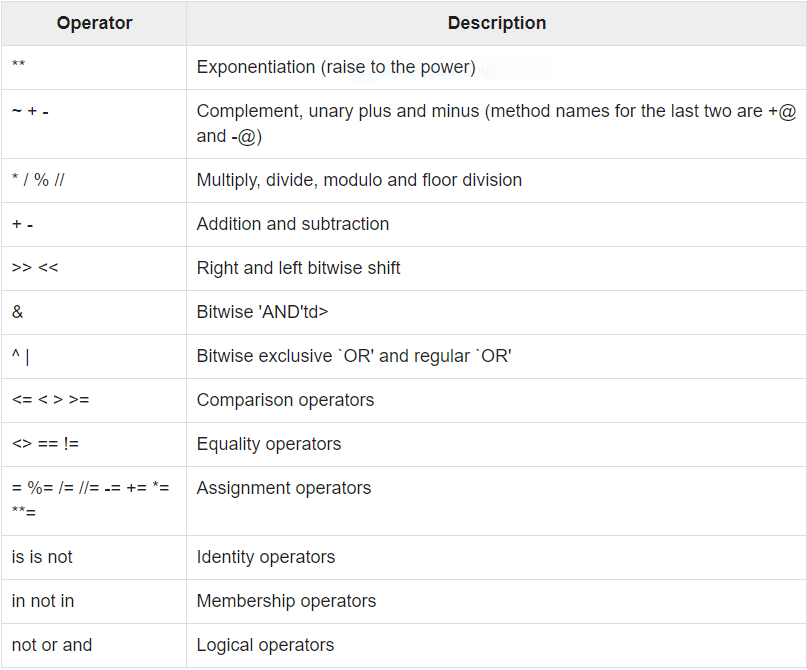 Operator Description
** Exponentiation (raise to the power)
~ + - Complement, unary plus and minus (method names for the last two are +@
and -@)
* / % // Multiply, divide, modulo and floor division
+ - Addition and subtraction
>> << Right and left bitwise shift
& Bitwise 'AND'td>
^ | Bitwise exclusive `OR' and regular `OR'
<= < > >= Comparison operators
<> == != Equality operators
= %= /= //= -= += *= Assignment operators
**=
is is not Identity operators
in not in Membership operators
not or and Logical operators